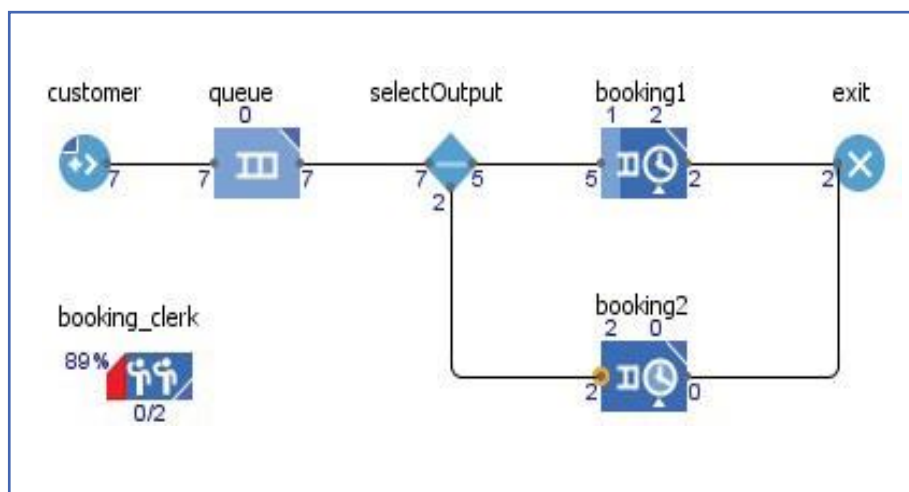 customer queue selectOutput booking1 exit
0 1 2
7 7 7 7 5 5 2 2
2
booking_clerk booking2
89% 2 0
2 0
0/2